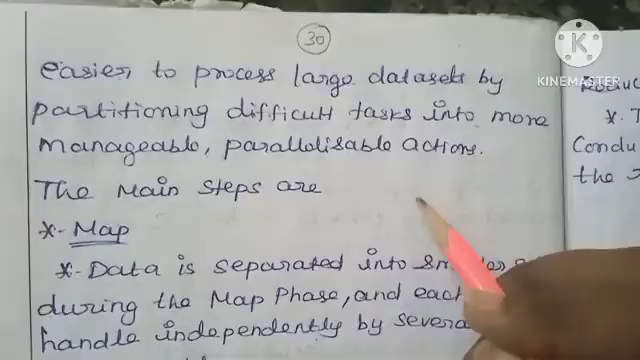 30
easier to process large datasets by
partitioning difficult tasks into more
manageable, parallelisable actions.
The Main steps are
*- Map
*- Data is separated into
during the Map Phase, and each
handle independently by
KINEMASTER
*. T
Condu
the